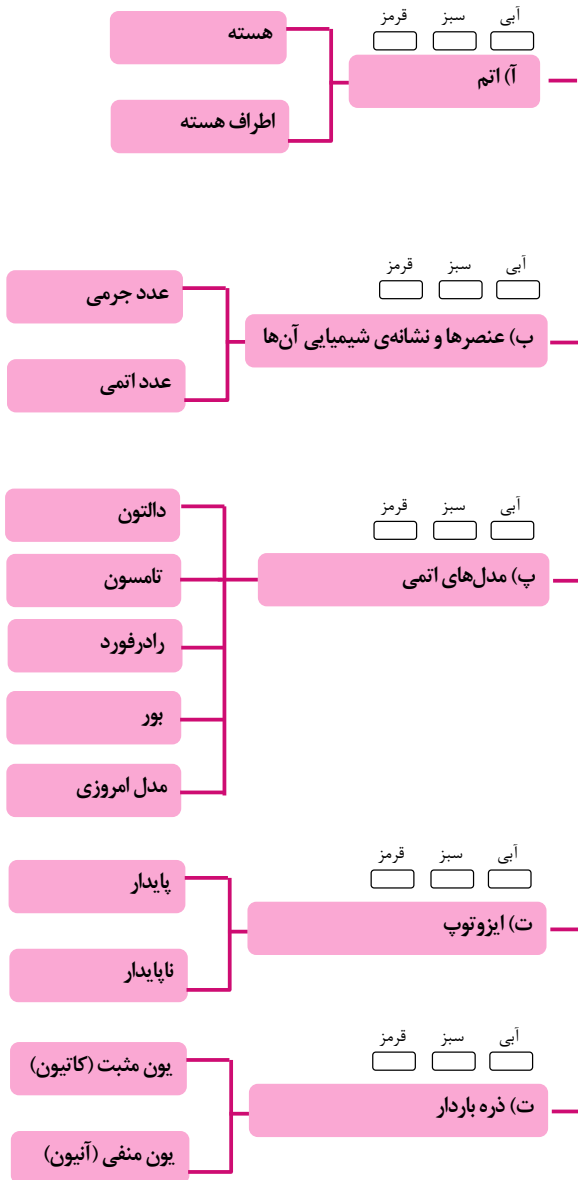 آبی سبز قرمز
آ) اتم
هسته
اطراف هسته
آبی سبز قرمز
ب) عنصرها و نشانه‌ی شیمیایی آن‌ها
عدد جرمی
عدد اتمی
آبی سبز قرمز
پ) مدل‌های اتمی
دالتون
تامسون
رادرفورد
بور
مدل امروزی
آبی سبز قرمز
ت) ایزوتوپ
پایدار
ناپایدار
آبی سبز قرمز
ت) ذره باردار
یون مثبت (کاتیون)
یون منفی (آنیون)